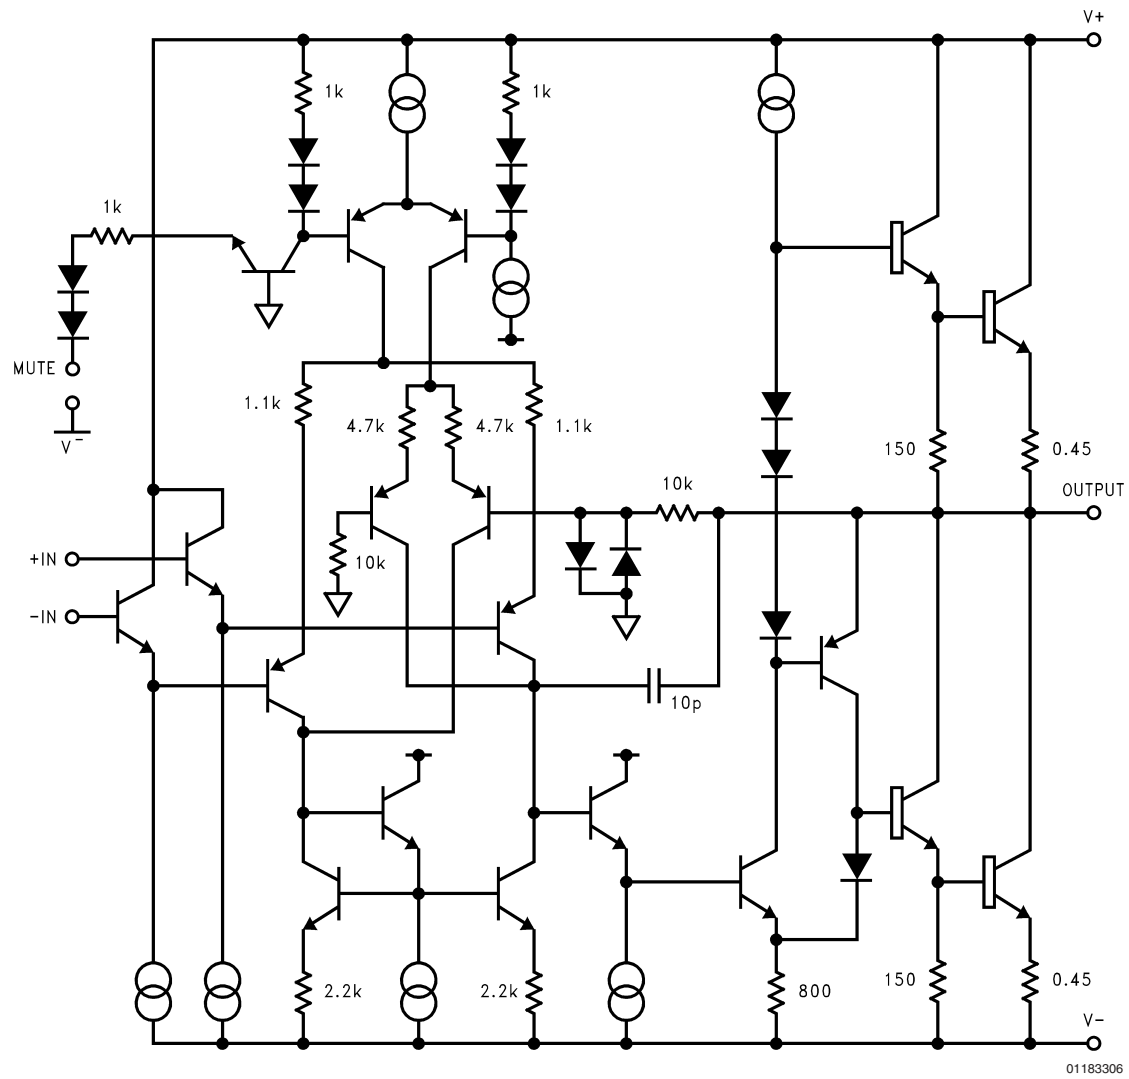 V+
1k
1k
1k
MUTE
V-
1.1k
4.7k
4.7k
1.1k
150
0.45
10k
OUTPUT
+IN
10k
-IN
10p
2.2k
2.2k
800
150
0.45
V-
01183306